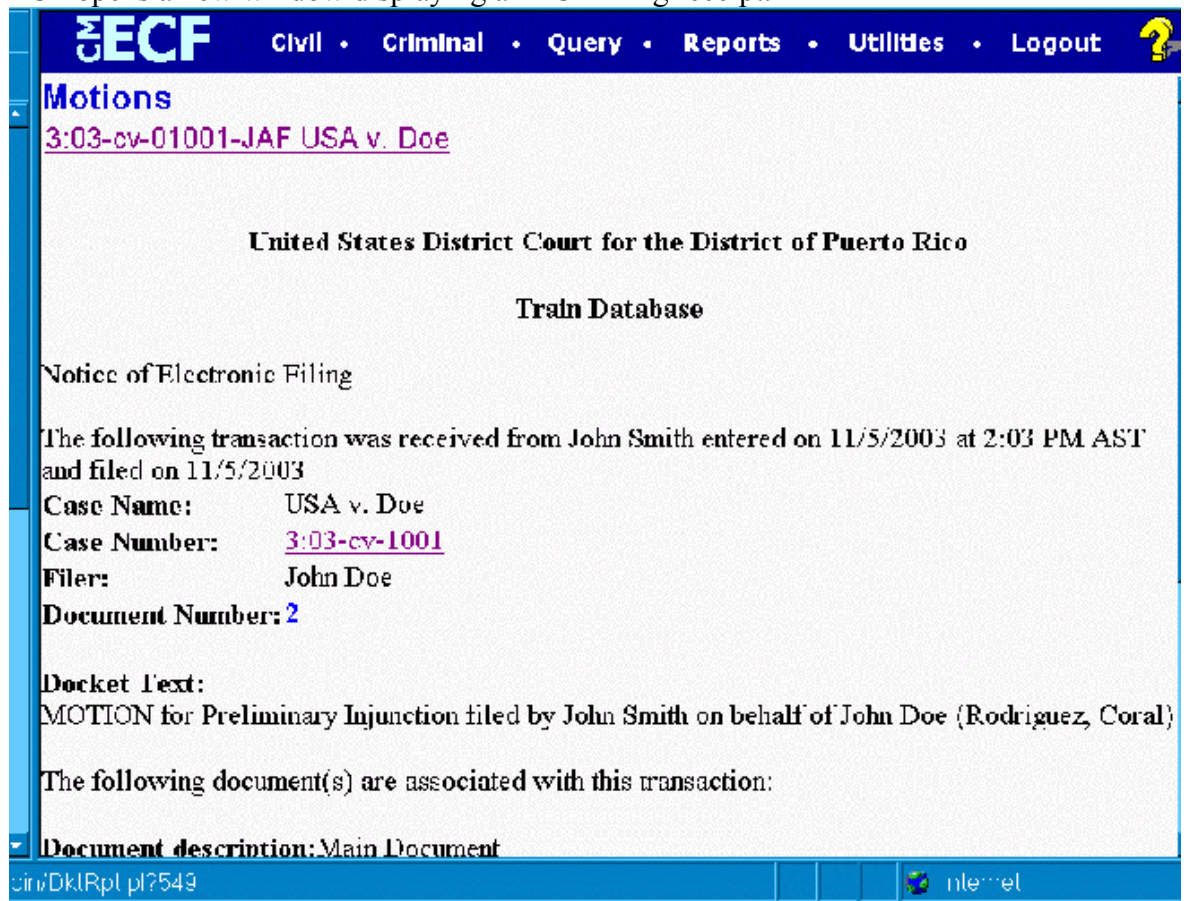 CM ECF Civil • Criminal • Query • Reports • Utilities • Logout ?
Motions
3:03-cv-01001-JAF USA v. Doe
United States District Court for the District of Puerto Rico
Train Database
Notice of Electronic Filing
The following transaction was received from John Smith entered on 11/5/2003 at 2:03 PM AST
and filed on 11/5/2003
Case Name: USA v. Doe
Case Number: 3:03-cv-1001
Filer: John Doe
Document Number: 2
Docket Text:
MOTION for Preliminary Injunction filed by John Smith on behalf of John Doe (Rodriguez, Coral)
The following document(s) are associated with this transaction:
Document description:Main Document
cin/DktRpt.pl?549 Internet